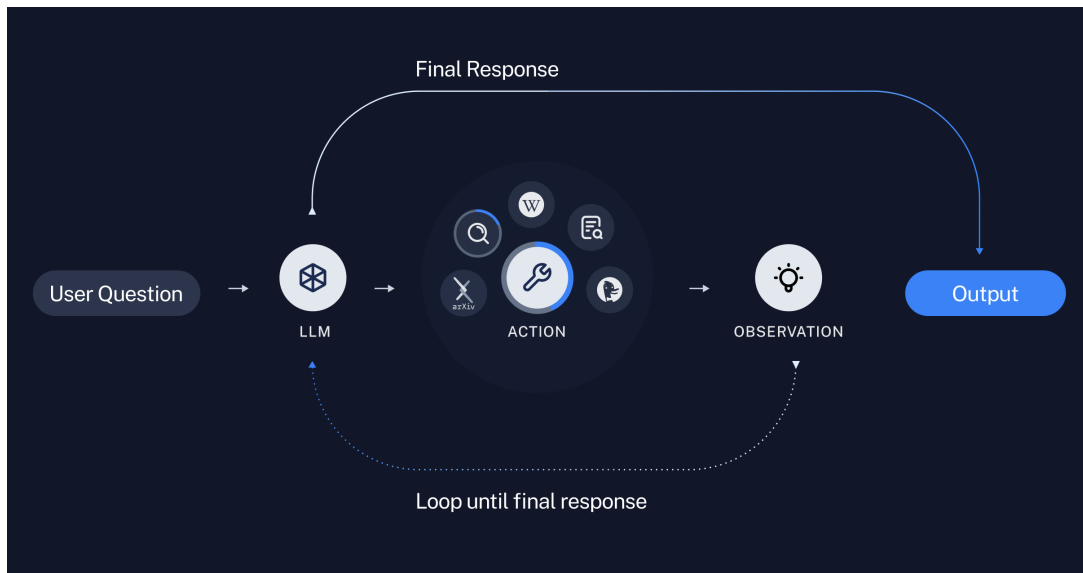 Final Response
W
User Question
arXiv
Output
LLM
ACTION
OBSERVATION
Loop until final response